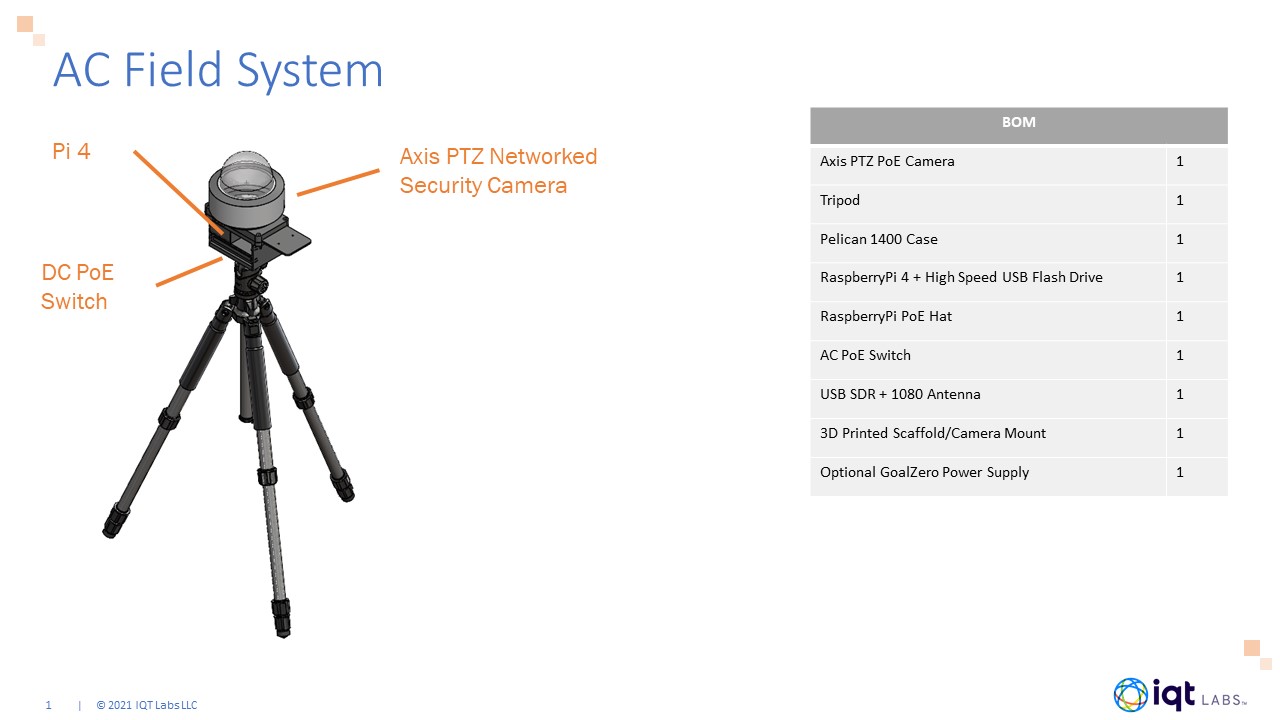 AC Field System
Pi 4
Axis PTZ Networked
Security Camera
DC PoE
Switch
BOM
Axis PTZ PoE Camera 1
Tripod 1
Pelican 1400 Case 1
RaspberryPi 4 + High Speed USB Flash Drive 1
RaspberryPi PoE Hat 1
AC PoE Switch 1
USB SDR + 1080 Antenna 1
3D Printed Scaffold/Camera Mount 1
Optional GoalZero Power Supply 1
1 | © 2021 IQT Labs LLC
iqt LABS™